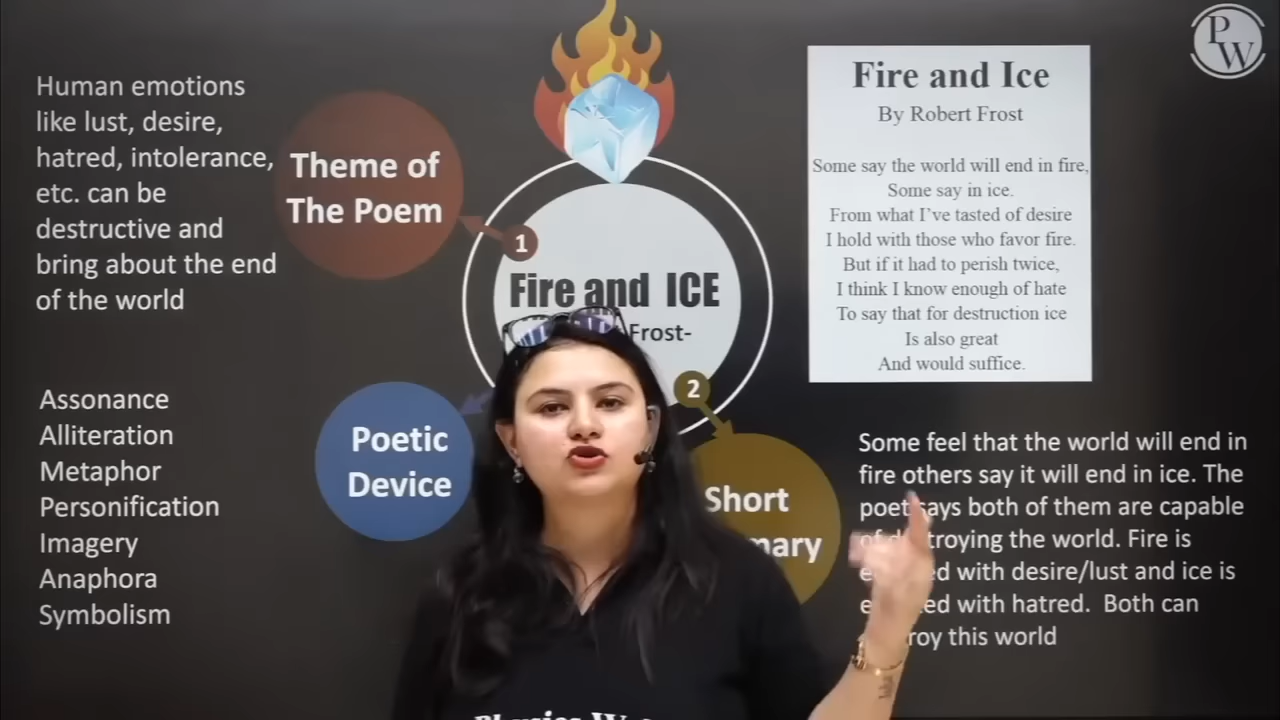 PW
Human emotions
like lust, desire,
hatred, intolerance,
etc. can be
destructive and
bring about the end
of the world
Theme of
The Poem
1
Fire and ICE
Frost-
Fire and Ice
By Robert Frost
Some say the world will end in fire,
Some say in ice.
From what I've tasted of desire
I hold with those who favor fire.
But if it had to perish twice,
I think I know enough of hate
To say that for destruction ice
Is also great
And would suffice.
Assonance
Alliteration
Metaphor
Personification
Imagery
Anaphora
Symbolism
Poetic
Device
2
Short
Some feel that the world will end in
fire others say it will end in ice. The
poet says both of them are capable
the world. Fire is
with desire/lust and ice is
with hatred. Both can
this world